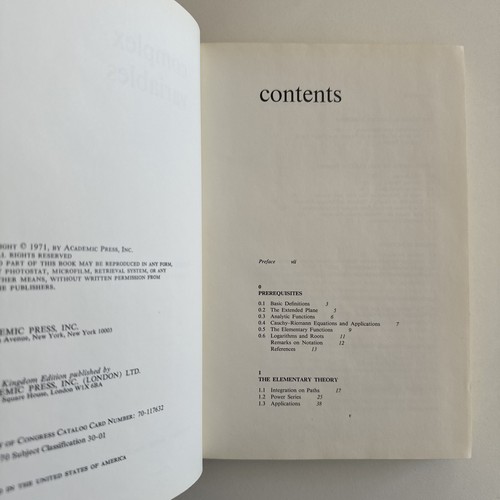 RIGHT © 1971, BY ACADEMIC PRESS, INC.
RIGHTS RESERVED
PART OF THIS BOOK MAY BE REPRODUCED IN ANY FORM,
PHOTOSTAT, MICROFILM, RETRIEVAL SYSTEM, OR ANY
OTHER MEANS, WITHOUT WRITTEN PERMISSION FROM
THE PUBLISHERS.
EMIC PRESS, INC.
Avenue, New York, New York 10003
Kingdom Edition published by
EMIC PRESS, INC. (LONDON) LTD.
Square House, London W1X 6BA
OF CONGRESS CATALOG CARD NUMBER: 70-117632
70 Subject Classification 30-01
IN THE UNITED STATES OF AMERICA
contents
Preface vii
0
PREREQUISITES
0.1 Basic Definitions 3
0.2 The Extended Plane 5
0.3 Analytic Functions 6
0.4 Cauchy-Riemann Equations and Applications 7
0.5 The Elementary Functions 9
0.6 Logarithms and Roots 11
Remarks on Notation 12
References 13
1
THE ELEMENTARY THEORY
1.1 Integration on Paths 17
1.2 Power Series 25
1.3 Applications 38
v